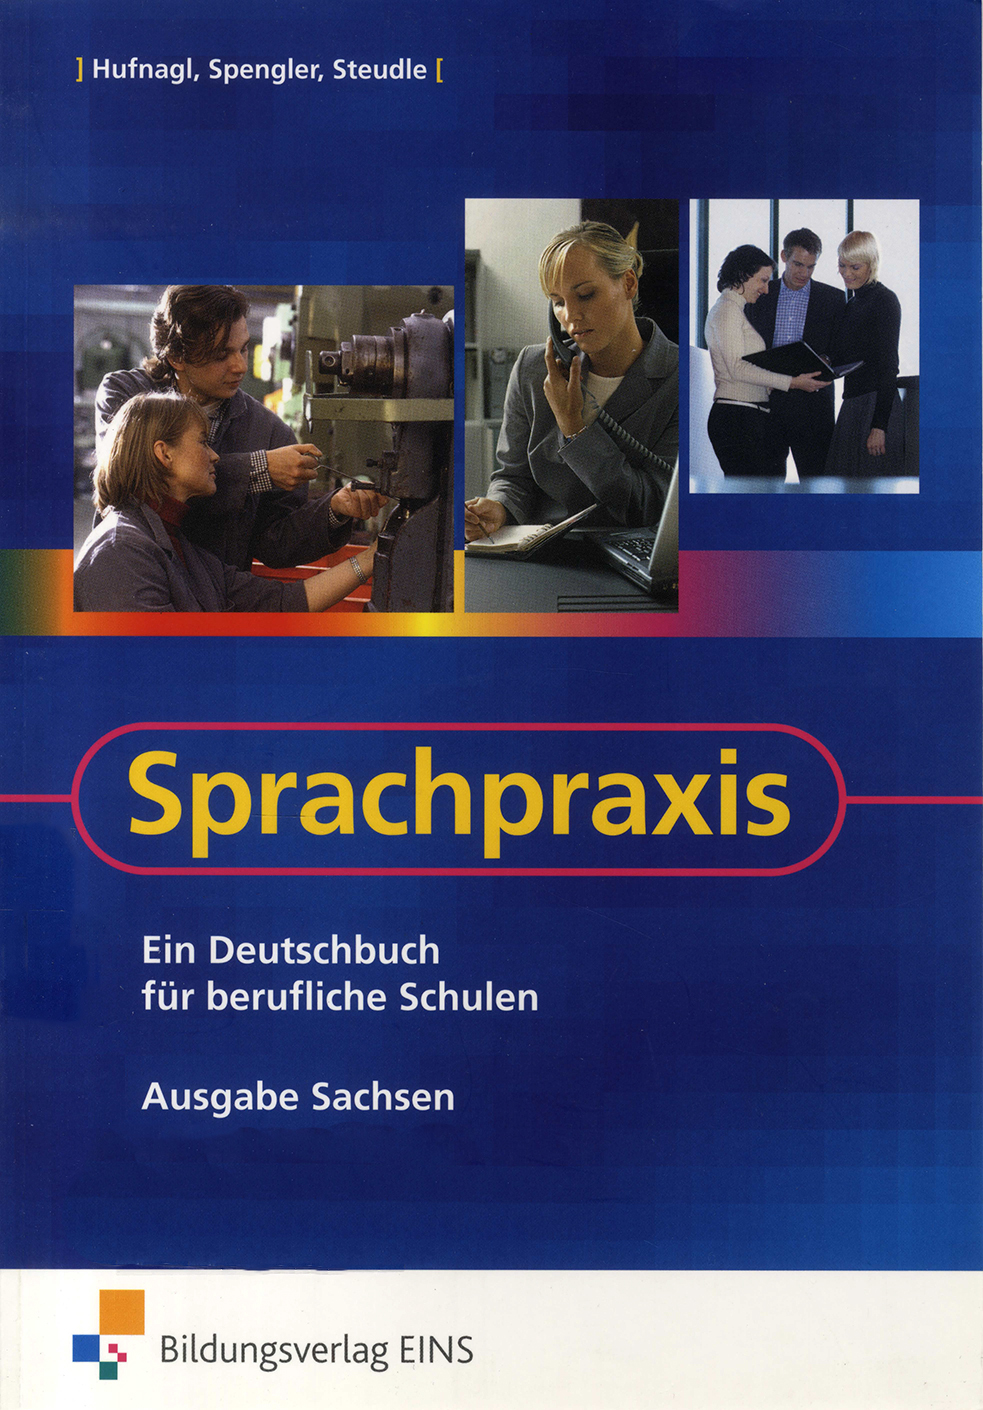 ] Hufnagl, Spengler, Steudle [
Sprachpraxis
Ein Deutschbuch
für berufliche Schulen
Ausgabe Sachsen
Bildungsverlag EINS